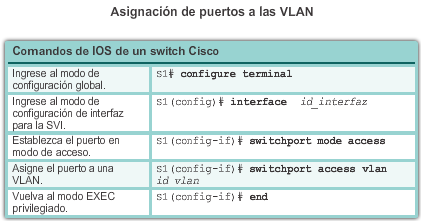 Asignación de puertos a las VLAN
Comandos de IOS de un switch Cisco
Ingrese al modo de
configuración global.
S1# configure terminal
Ingrese al modo de
configuración de interfaz
para la SVI.
S1(config)# interface id_interfaz
Establezca el puerto en
modo de acceso.
S1(config-if)# switchport mode access
Asigne el puerto a una
VLAN.
S1(config-if)# switchport access vlan
id vlan
Vuelva al modo EXEC
privilegiado.
S1(config-if)# end